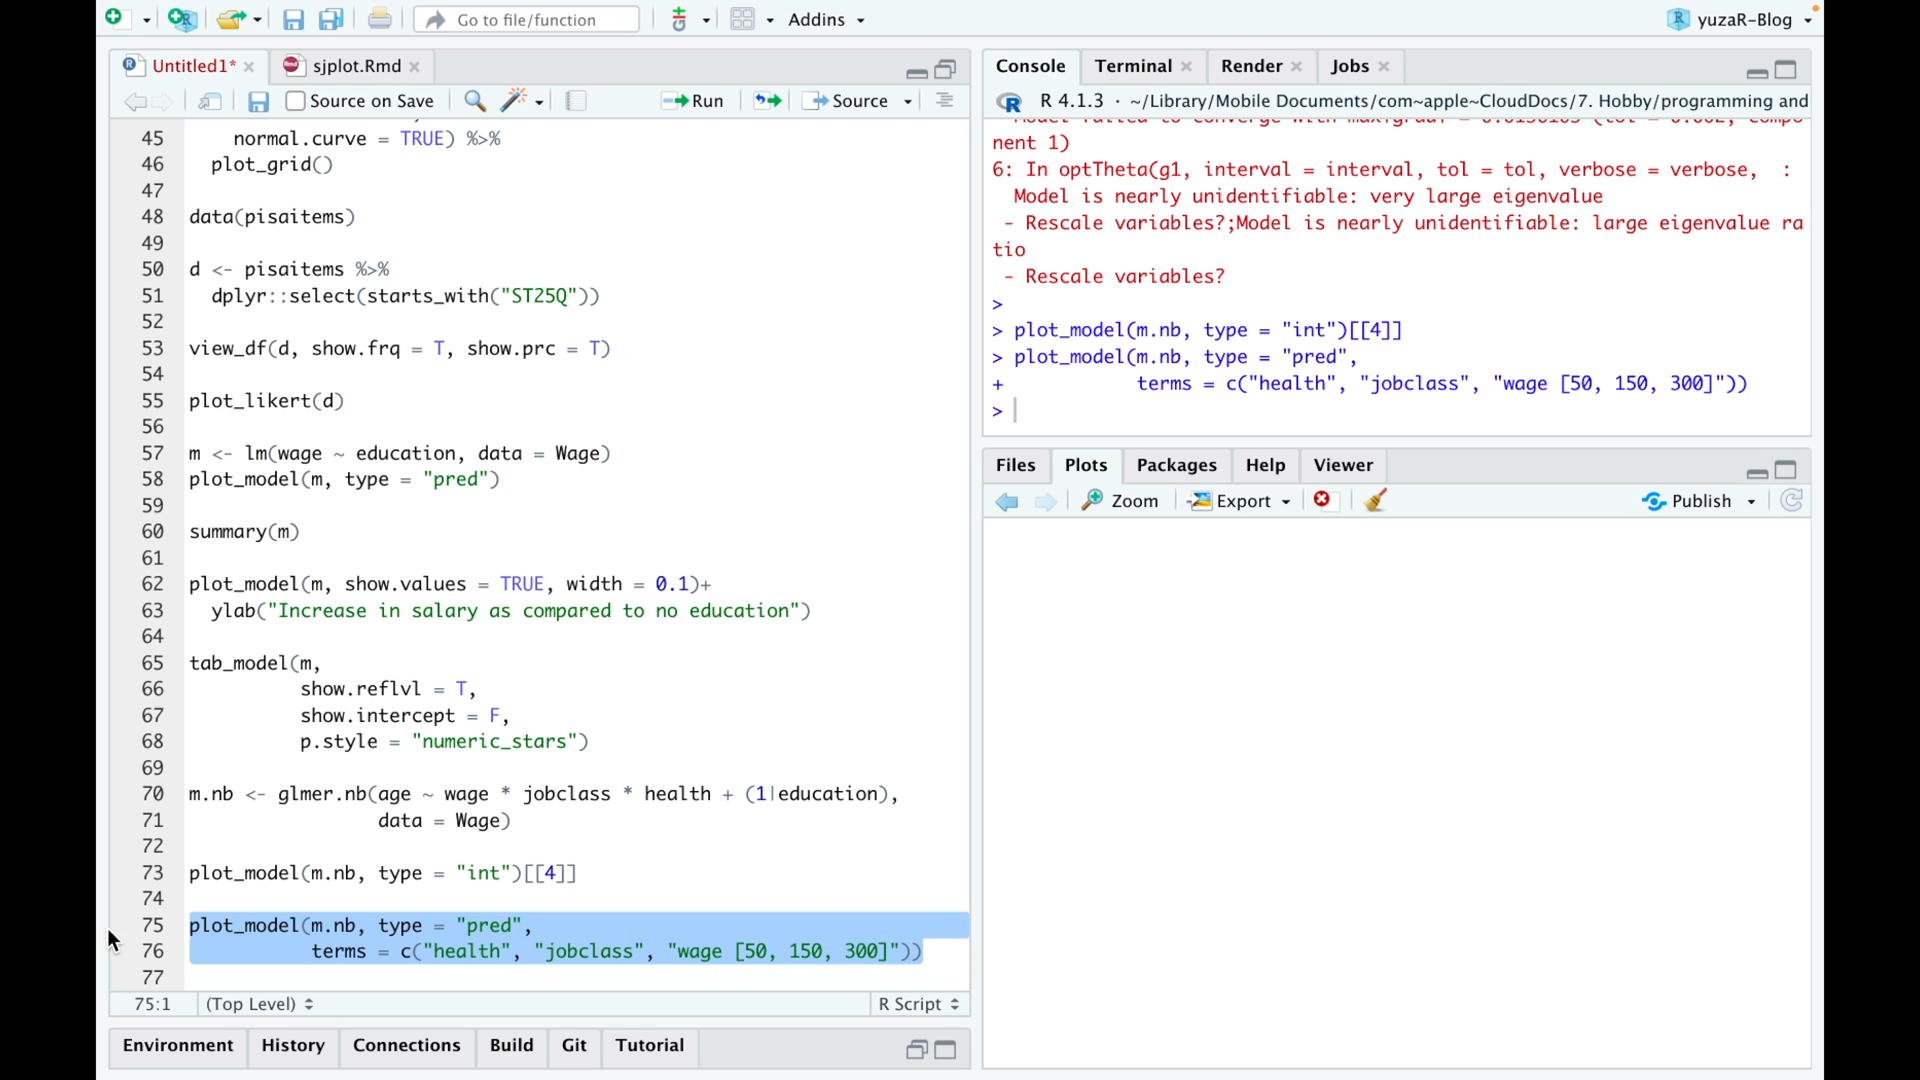 Go to file/function
Addins
yuzaR-Blog
Untitled1*
sjplot.Rmd
Source on Save
Run
Source
45 normal.curve = TRUE) %>%
46 plot_grid()
47
48 data(pisaitems)
49
50 d <- pisaitems %>%
51 dplyr::select(starts_with("ST25Q"))
52
53 view_df(d, show.frq = T, show.prc = T)
54
55 plot_likert(d)
56
57 m <- lm(wage ~ education, data = Wage)
58 plot_model(m, type = "pred")
59
60 summary(m)
61
62 plot_model(m, show.values = TRUE, width = 0.1)+
63 ylab("Increase in salary as compared to no education")
64
65 tab_model(m,
66 show.reflvl = T,
67 show.intercept = F,
68 p.style = "numeric_stars")
69
70 m.nb <- glmer.nb(age ~ wage * jobclass * health + (1|education),
71 data = Wage)
72
73 plot_model(m.nb, type = "int")[[4]]
74
75 plot_model(m.nb, type = "pred",
76 terms = c("health", "jobclass", "wage [50, 150, 300]"))
77
75:1 (Top Level) R Script
Environment History Connections Build Git Tutorial
Console Terminal Render Jobs
R 4.1.3 · ~/Library/Mobile Documents/com~apple~CloudDocs/7. Hobby/programming and
nent 1)
6: In optTheta(g1, interval = interval, tol = tol, verbose = verbose, :
Model is nearly unidentifiable: very large eigenvalue
- Rescale variables?;Model is nearly unidentifiable: large eigenvalue ra
tio
- Rescale variables?
>
> plot_model(m.nb, type = "int")[[4]]
> plot_model(m.nb, type = "pred",
+ terms = c("health", "jobclass", "wage [50, 150, 300]"))
>
Files Plots Packages Help Viewer
Zoom Export Publish